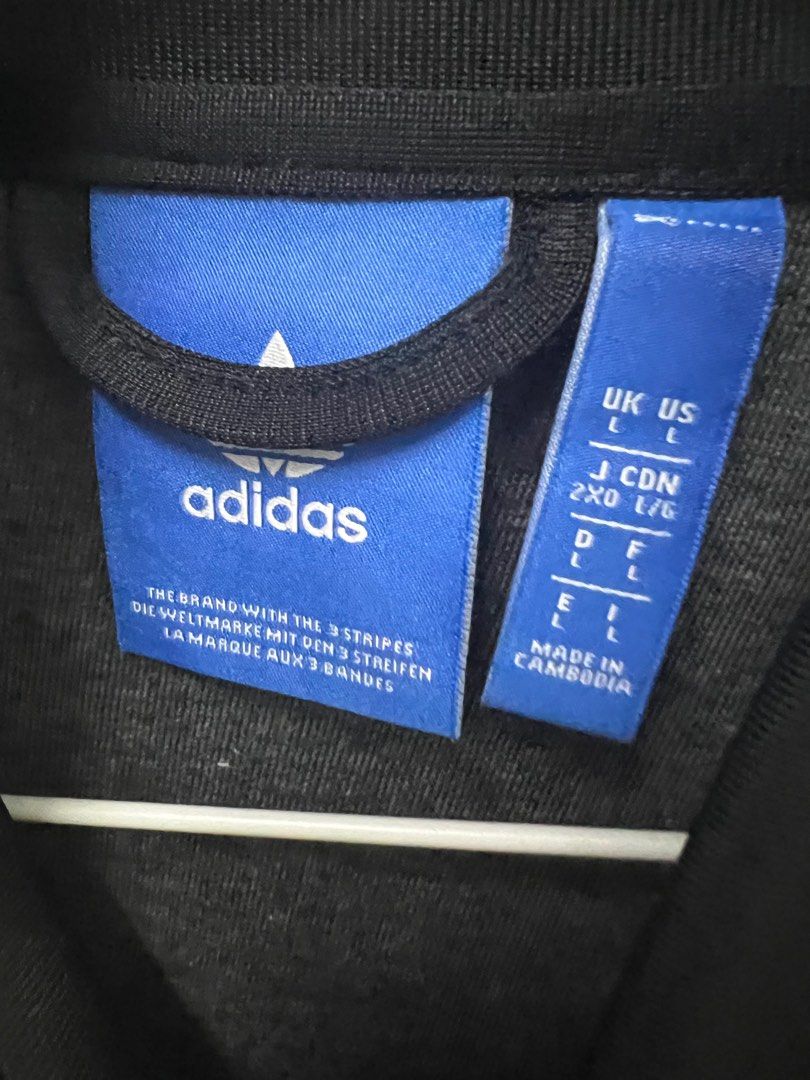 adidas
THE BRAND WITH THE 3 STRIPES
DIE WELTMARKE MIT DEN 3 STREIFEN
LA MARQUE AUX 3 BANDES
UK US
L L
J CDN
2XO L/G
D F
L L
E I
L L
MADE IN
CAMBODIA